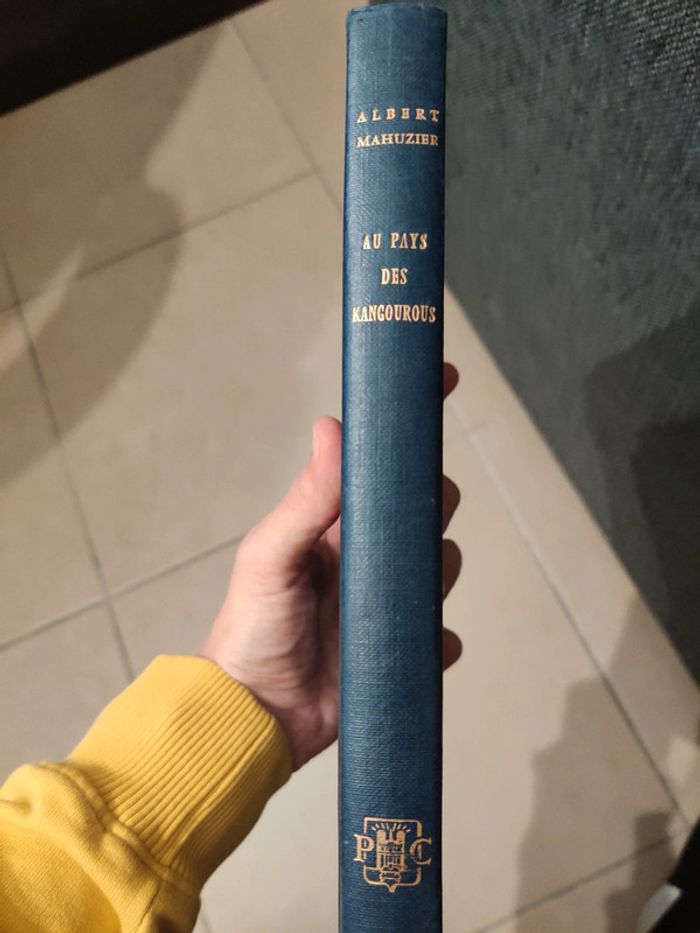 ALBERT
MAHUZIER
AU PAYS
DES
KANGOUROUS
P C